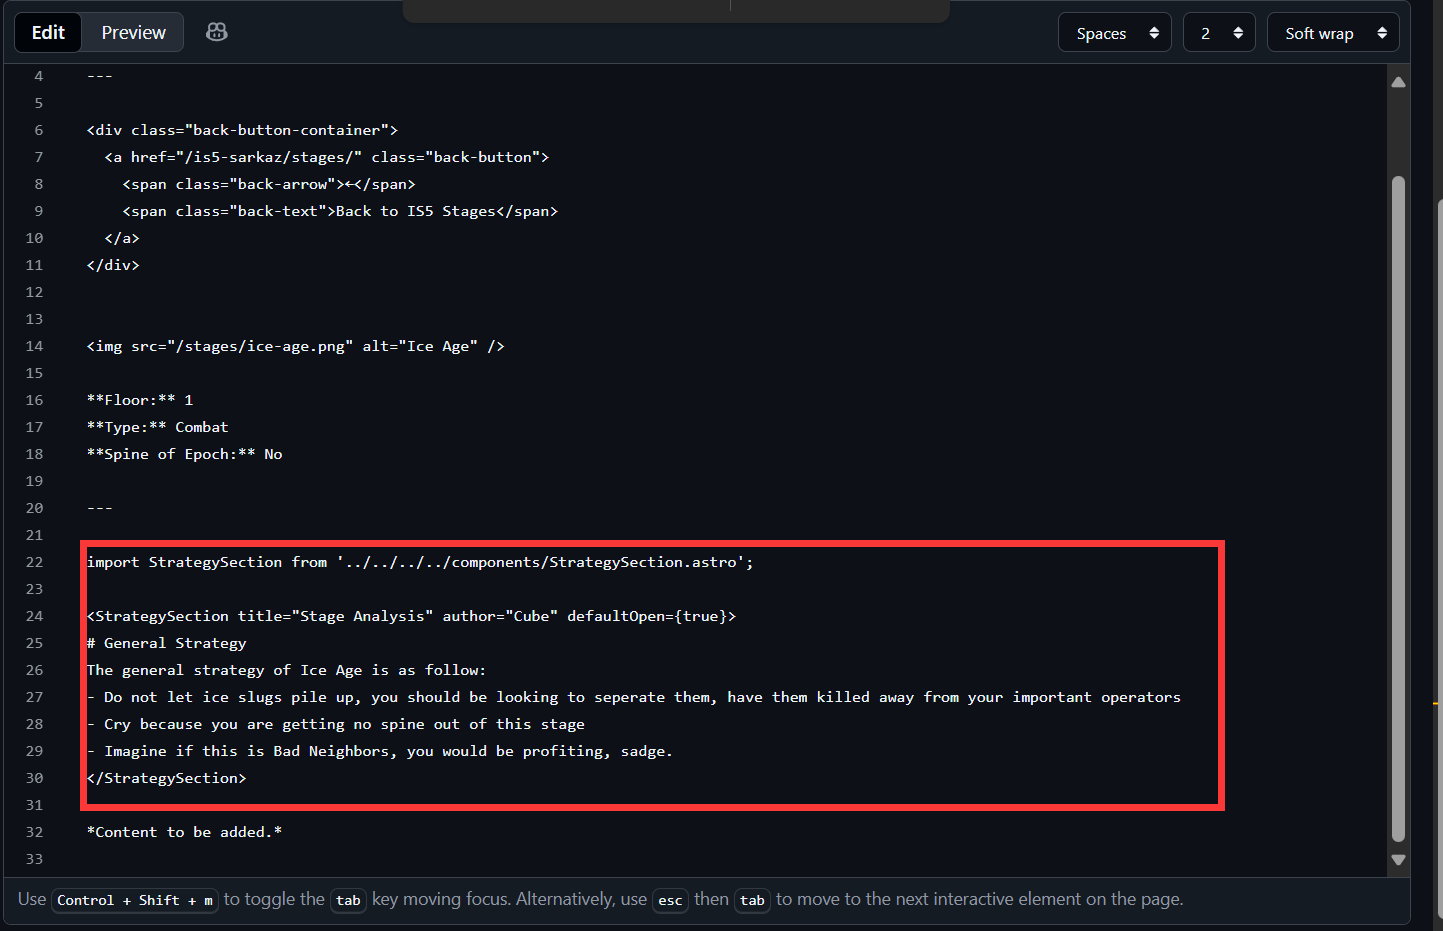 Edit Preview Spaces 2 Soft wrap
4 ---
5
6 <div class="back-button-container">
7   <a href="/is5-sarkaz/stages/" class="back-button">
8     <span class="back-arrow">←</span>
9     <span class="back-text">Back to IS5 Stages</span>
10   </a>
11 </div>
12
13
14 <img src="/stages/ice-age.png" alt="Ice Age" />
15
16 **Floor:** 1
17 **Type:** Combat
18 **Spine of Epoch:** No
19
20 ---
21
22 import StrategySection from '../../../../components/StrategySection.astro';
23
24 <StrategySection title="Stage Analysis" author="Cube" defaultOpen={true}>
25 # General Strategy
26 The general strategy of Ice Age is as follow:
27 - Do not let ice slugs pile up, you should be looking to seperate them, have them killed away from your important operators
28 - Cry because you are getting no spine out of this stage
29 - Imagine if this is Bad Neighbors, you would be profiting, sadge.
30 </StrategySection>
31
32 *Content to be added.*
33
Use Control + Shift + m to toggle the tab key moving focus. Alternatively, use esc then tab to move to the next interactive element on the page.